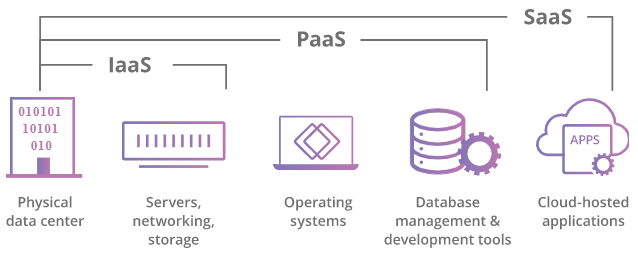 SaaS
PaaS
IaaS
010101
10101
010
APPS
Physical
data center
Servers,
networking,
storage
Operating
systems
Database
management &
development tools
Cloud-hosted
applications